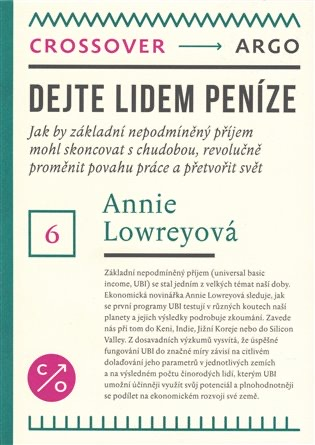 CROSSOVER → ARGO
DEJTE LIDEM PENÍZE
Jak by základní nepodmíněný příjem
mohl skoncovat s chudobou, revolučně
proměnit povahu práce a přetvořit svět
Annie
Lowreyová
6
Základní nepodmíněný příjem (universal basic
income, UBI) se stal jedním z velkých témat naší doby.
Ekonomická novinářka Annie Lowreyová sleduje, jak
se první programy UBI testují v různých koutech naší
planety a jejich výsledky podrobuje zkoumání. Zavede
nás při tom do Keni, Indie, Jižní Koreje nebo do Silicon
Valley. Z dosavadních výzkumů vysvítá, že úspěšné
fungování UBI do značné míry závisí na citlivém
dolaďování jeho parametrů v jednotlivých zemích
a na výsledném počtu činorodých lidí, kterým UBI
umožní účinněji využít svůj potenciál a plnohodnotněji
se podílet na ekonomickém rozvoji své země.
C/O